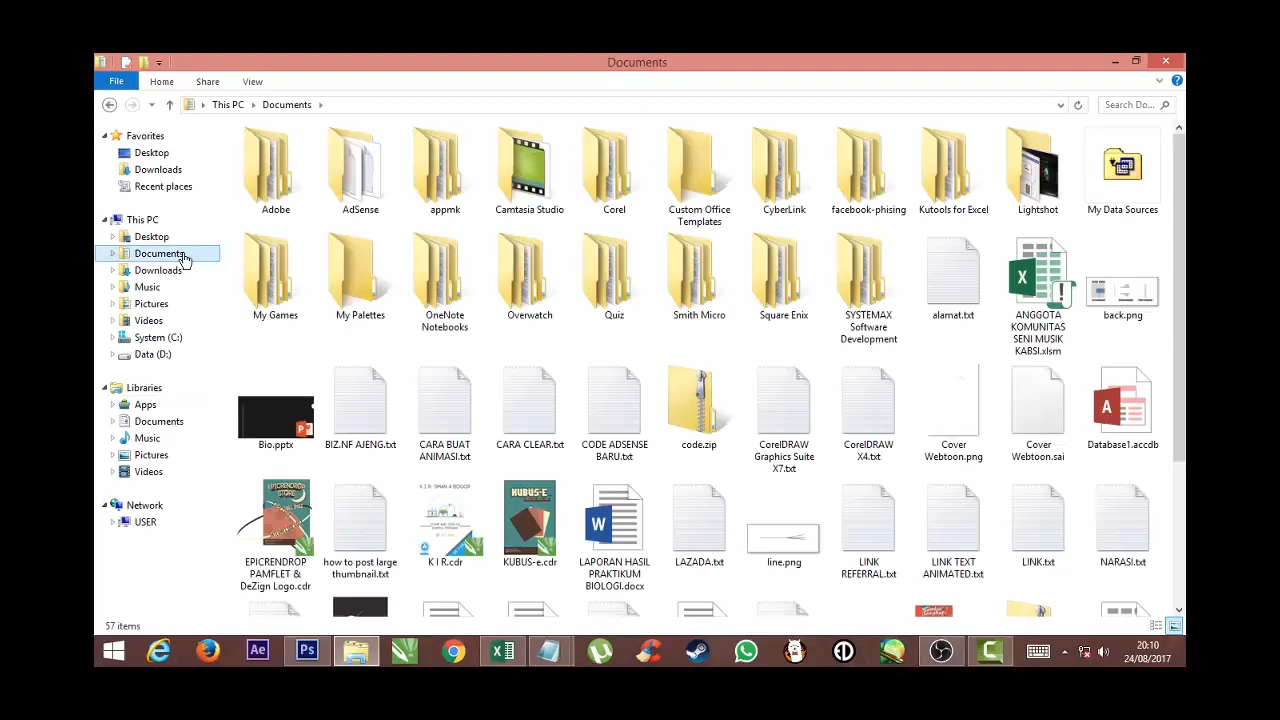 Documents
File
Home
Share
View
This PC
Documents
Search Do...
Favorites
Desktop
Downloads
Recent places
This PC
Desktop
Documents
Downloads
Music
Pictures
Videos
System (C:)
Data (D:)
Libraries
Apps
Documents
Music
Pictures
Videos
Network
USER
Adobe
AdSense
appmk
Camtasia Studio
Corel
Custom Office
Templates
CyberLink
facebook-phising
Kutools for Excel
Lightshot
My Data Sources
My Games
My Palettes
OneNote
Notebooks
Overwatch
Quiz
Smith Micro
Square Enix
SYSTEMAX
Software
Development
alamat.txt
ANGGOTA
KOMUNITAS
SENI MUSIK
KABSI.xlsm
back.png
Bio.pptx
BIZ.NF AJENG.txt
CARA BUAT
ANIMASI.txt
CARA CLEAR.txt
CODE ADSENSE
BARU.txt
code.zip
CorelDRAW
Graphics Suite
X7.txt
CorelDRAW
X4.txt
Cover
Webtoon.png
Cover
Webtoon.sai
Database1.accdb
EPICRENDROP
STORE
EPICRENDROP
PAMFLET &
DeZign Logo.cdr
how to post large
thumbnail.txt
K I R. SMAN 4 BOGOR
K I R.cdr
KUBUS-E
KUBUS-e.cdr
LAPORAN HASIL
PRAKTIKUM
BIOLOGI.docx
LAZADA.txt
line.png
LINK
REFERRAL.txt
LINK TEXT
ANIMATED.txt
LINK.txt
NARASI.txt
57 items
Ae
Ps
20:10
24/08/2017